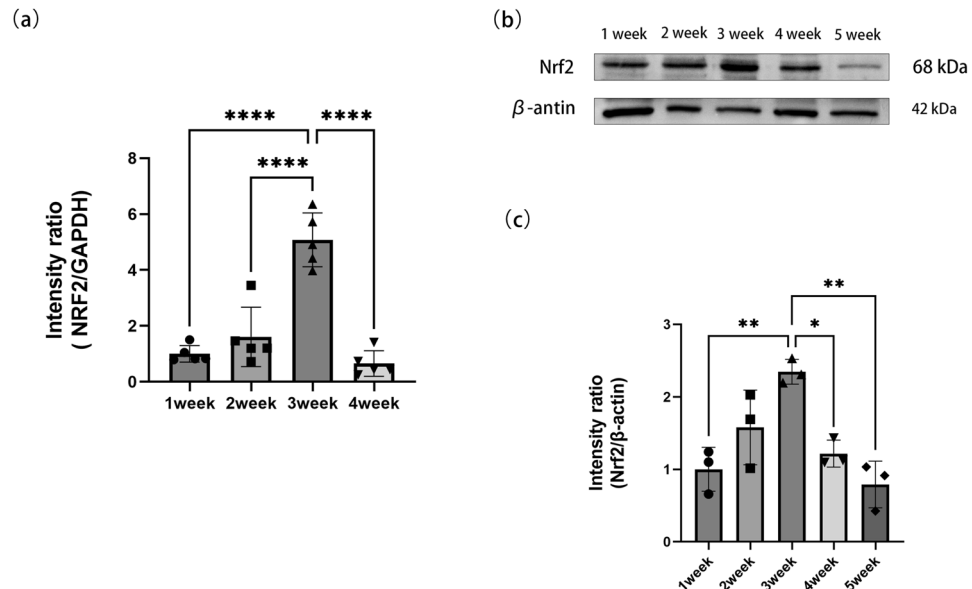 (a)
**** ****
****
8
6
4
2
0
Intensity ratio
( NRF2/GAPDH)
1week 2week 3week 4week
(b)
1 week 2 week 3 week 4 week 5 week
Nrf2 68 kDa
β-antin 42 kDa
(c)
**
** *
3
2
1
0
Intensity ratio
(Nrf2/β-actin)
1week 2week 3week 4week 5week